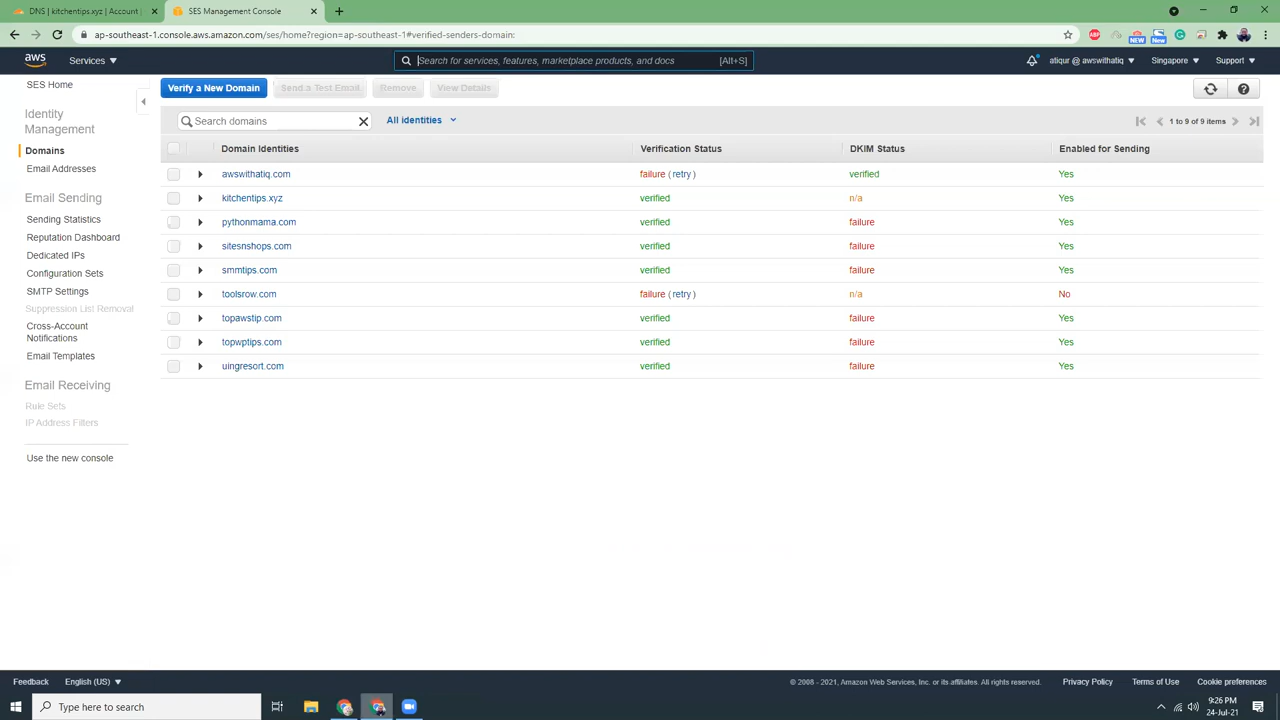 DNS | kitchentips.xyz | Account
SES Management
ap-southeast-1.console.aws.amazon.com/ses/home?region=ap-southeast-1#verified-senders-domain:
ABP
NEW
New
aws
Services
Search for services, features, marketplace products, and docs
[Alt+S]
atiqur @ awswithatiq
Singapore
Support
SES Home
Identity
Management
Domains
Email Addresses
Email Sending
Sending Statistics
Reputation Dashboard
Dedicated IPs
Configuration Sets
SMTP Settings
Suppression List Removal
Cross-Account
Notifications
Email Templates
Email Receiving
Rule Sets
IP Address Filters
Use the new console
Verify a New Domain
Send a Test Email
Remove
View Details
Search domains
All identities
1 to 9 of 9 items
Domain Identities Verification Status DKIM Status Enabled for Sending
awswithatiq.com failure (retry) verified Yes
kitchentips.xyz verified n/a Yes
pythonmama.com verified failure Yes
sitesnshops.com verified failure Yes
smmtips.com verified failure Yes
toolsrow.com failure (retry) n/a No
topawstip.com verified failure Yes
topwptips.com verified failure Yes
uingresort.com verified failure Yes
Feedback
English (US)
© 2008 - 2021, Amazon Web Services, Inc. or its affiliates. All rights reserved.
Privacy Policy
Terms of Use
Cookie preferences
Type here to search
9:26 PM
24-Jul-21